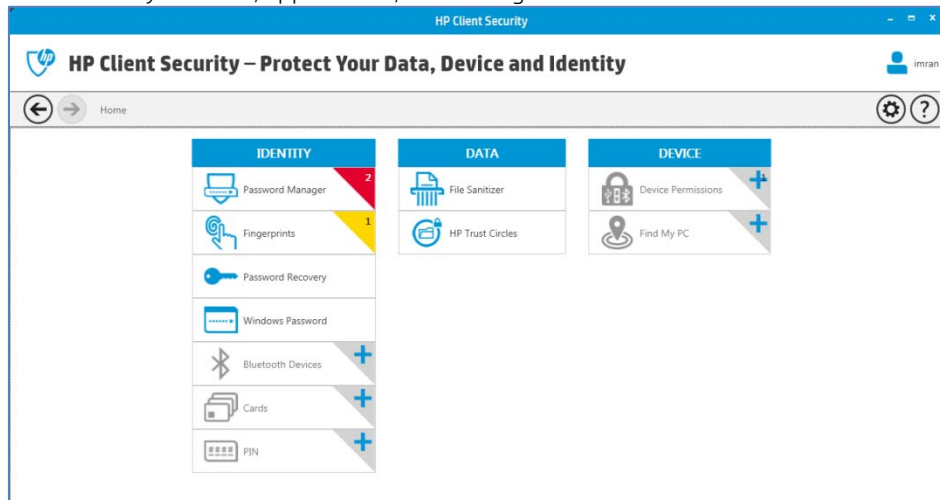 HP Client Security
HP Client Security – Protect Your Data, Device and Identity
imran
Home
IDENTITY
Password Manager
2
Fingerprints
1
Password Recovery
Windows Password
Bluetooth Devices
Cards
PIN
DATA
File Sanitizer
HP Trust Circles
DEVICE
Device Permissions
1
Find My PC